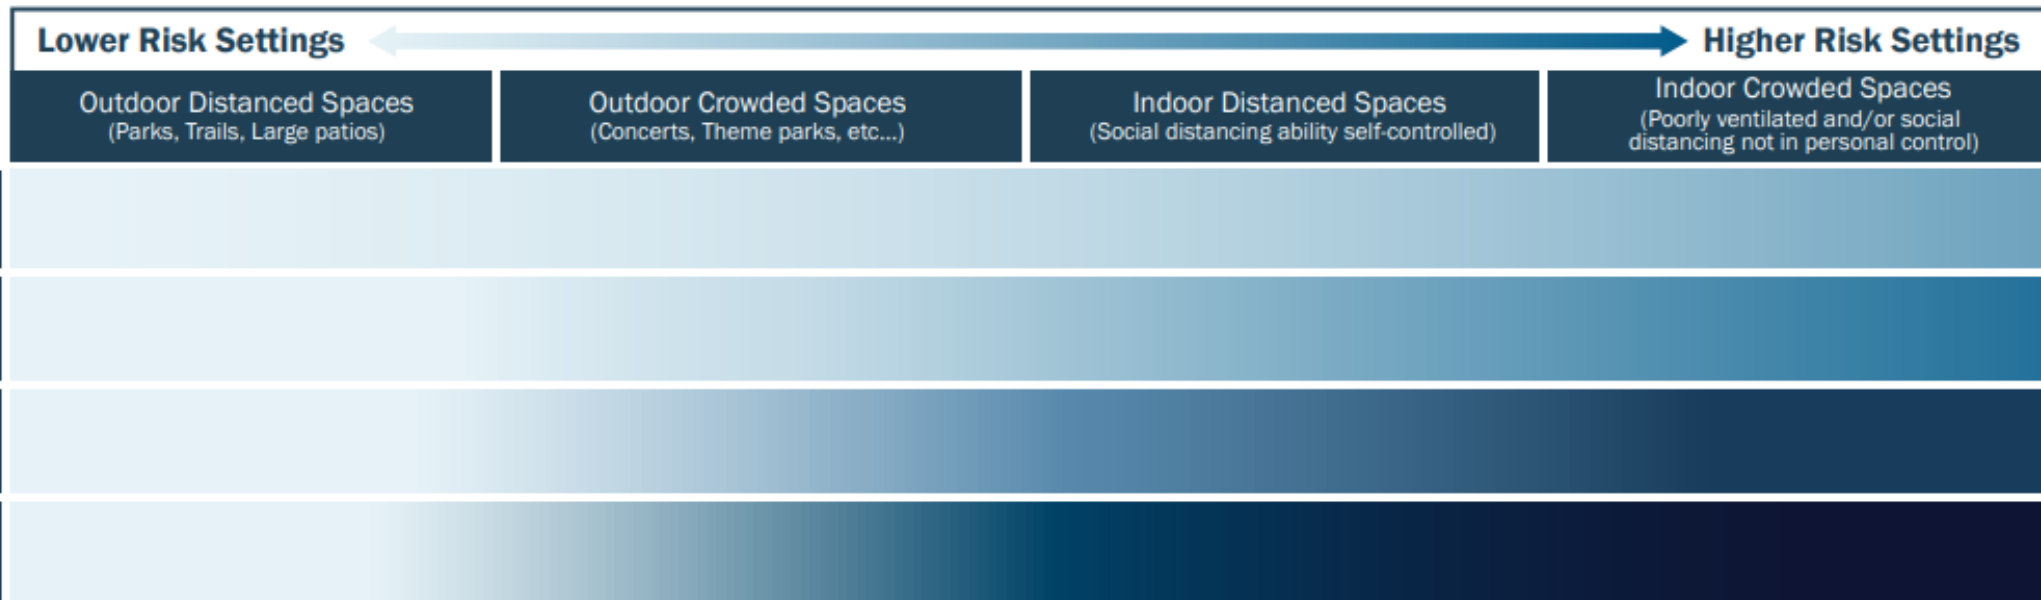 Lower Risk Settings
Higher Risk Settings
Outdoor Distanced Spaces
(Parks, Trails, Large patios)
Outdoor Crowded Spaces
(Concerts, Theme parks, etc...)
Indoor Distanced Spaces
(Social distancing ability self-controlled)
Indoor Crowded Spaces
(Poorly ventilated and/or social
distancing not in personal control)